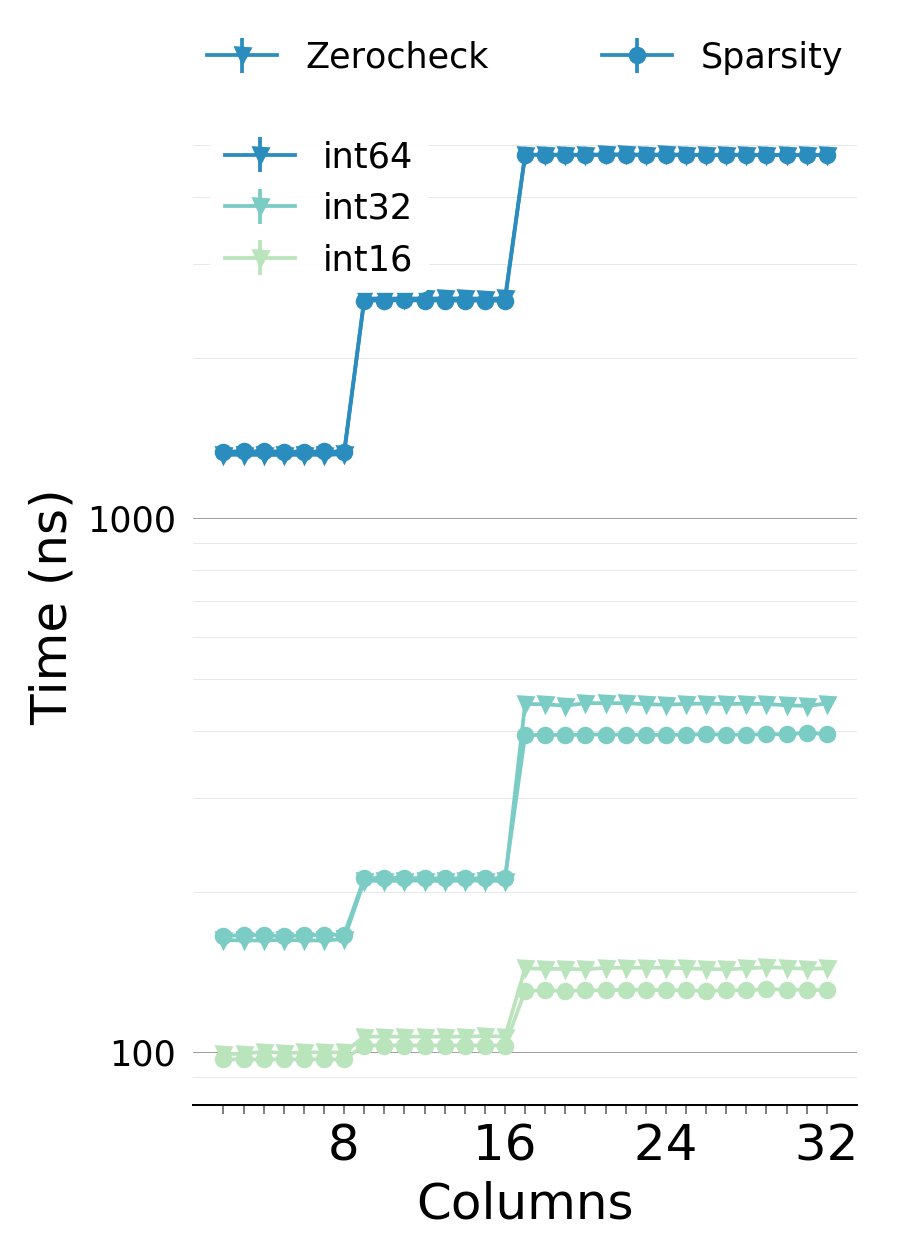 Zerocheck Sparsity
int64
int32
int16
Time (ns)
1000
100
8 16 24 32
Columns